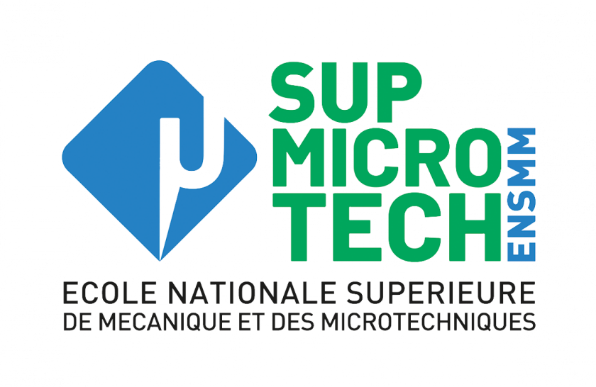 µ
SUP
MICRO
TECH
ENSMM
ECOLE NATIONALE SUPERIEURE
DE MECANIQUE ET DES MICROTECHNIQUES